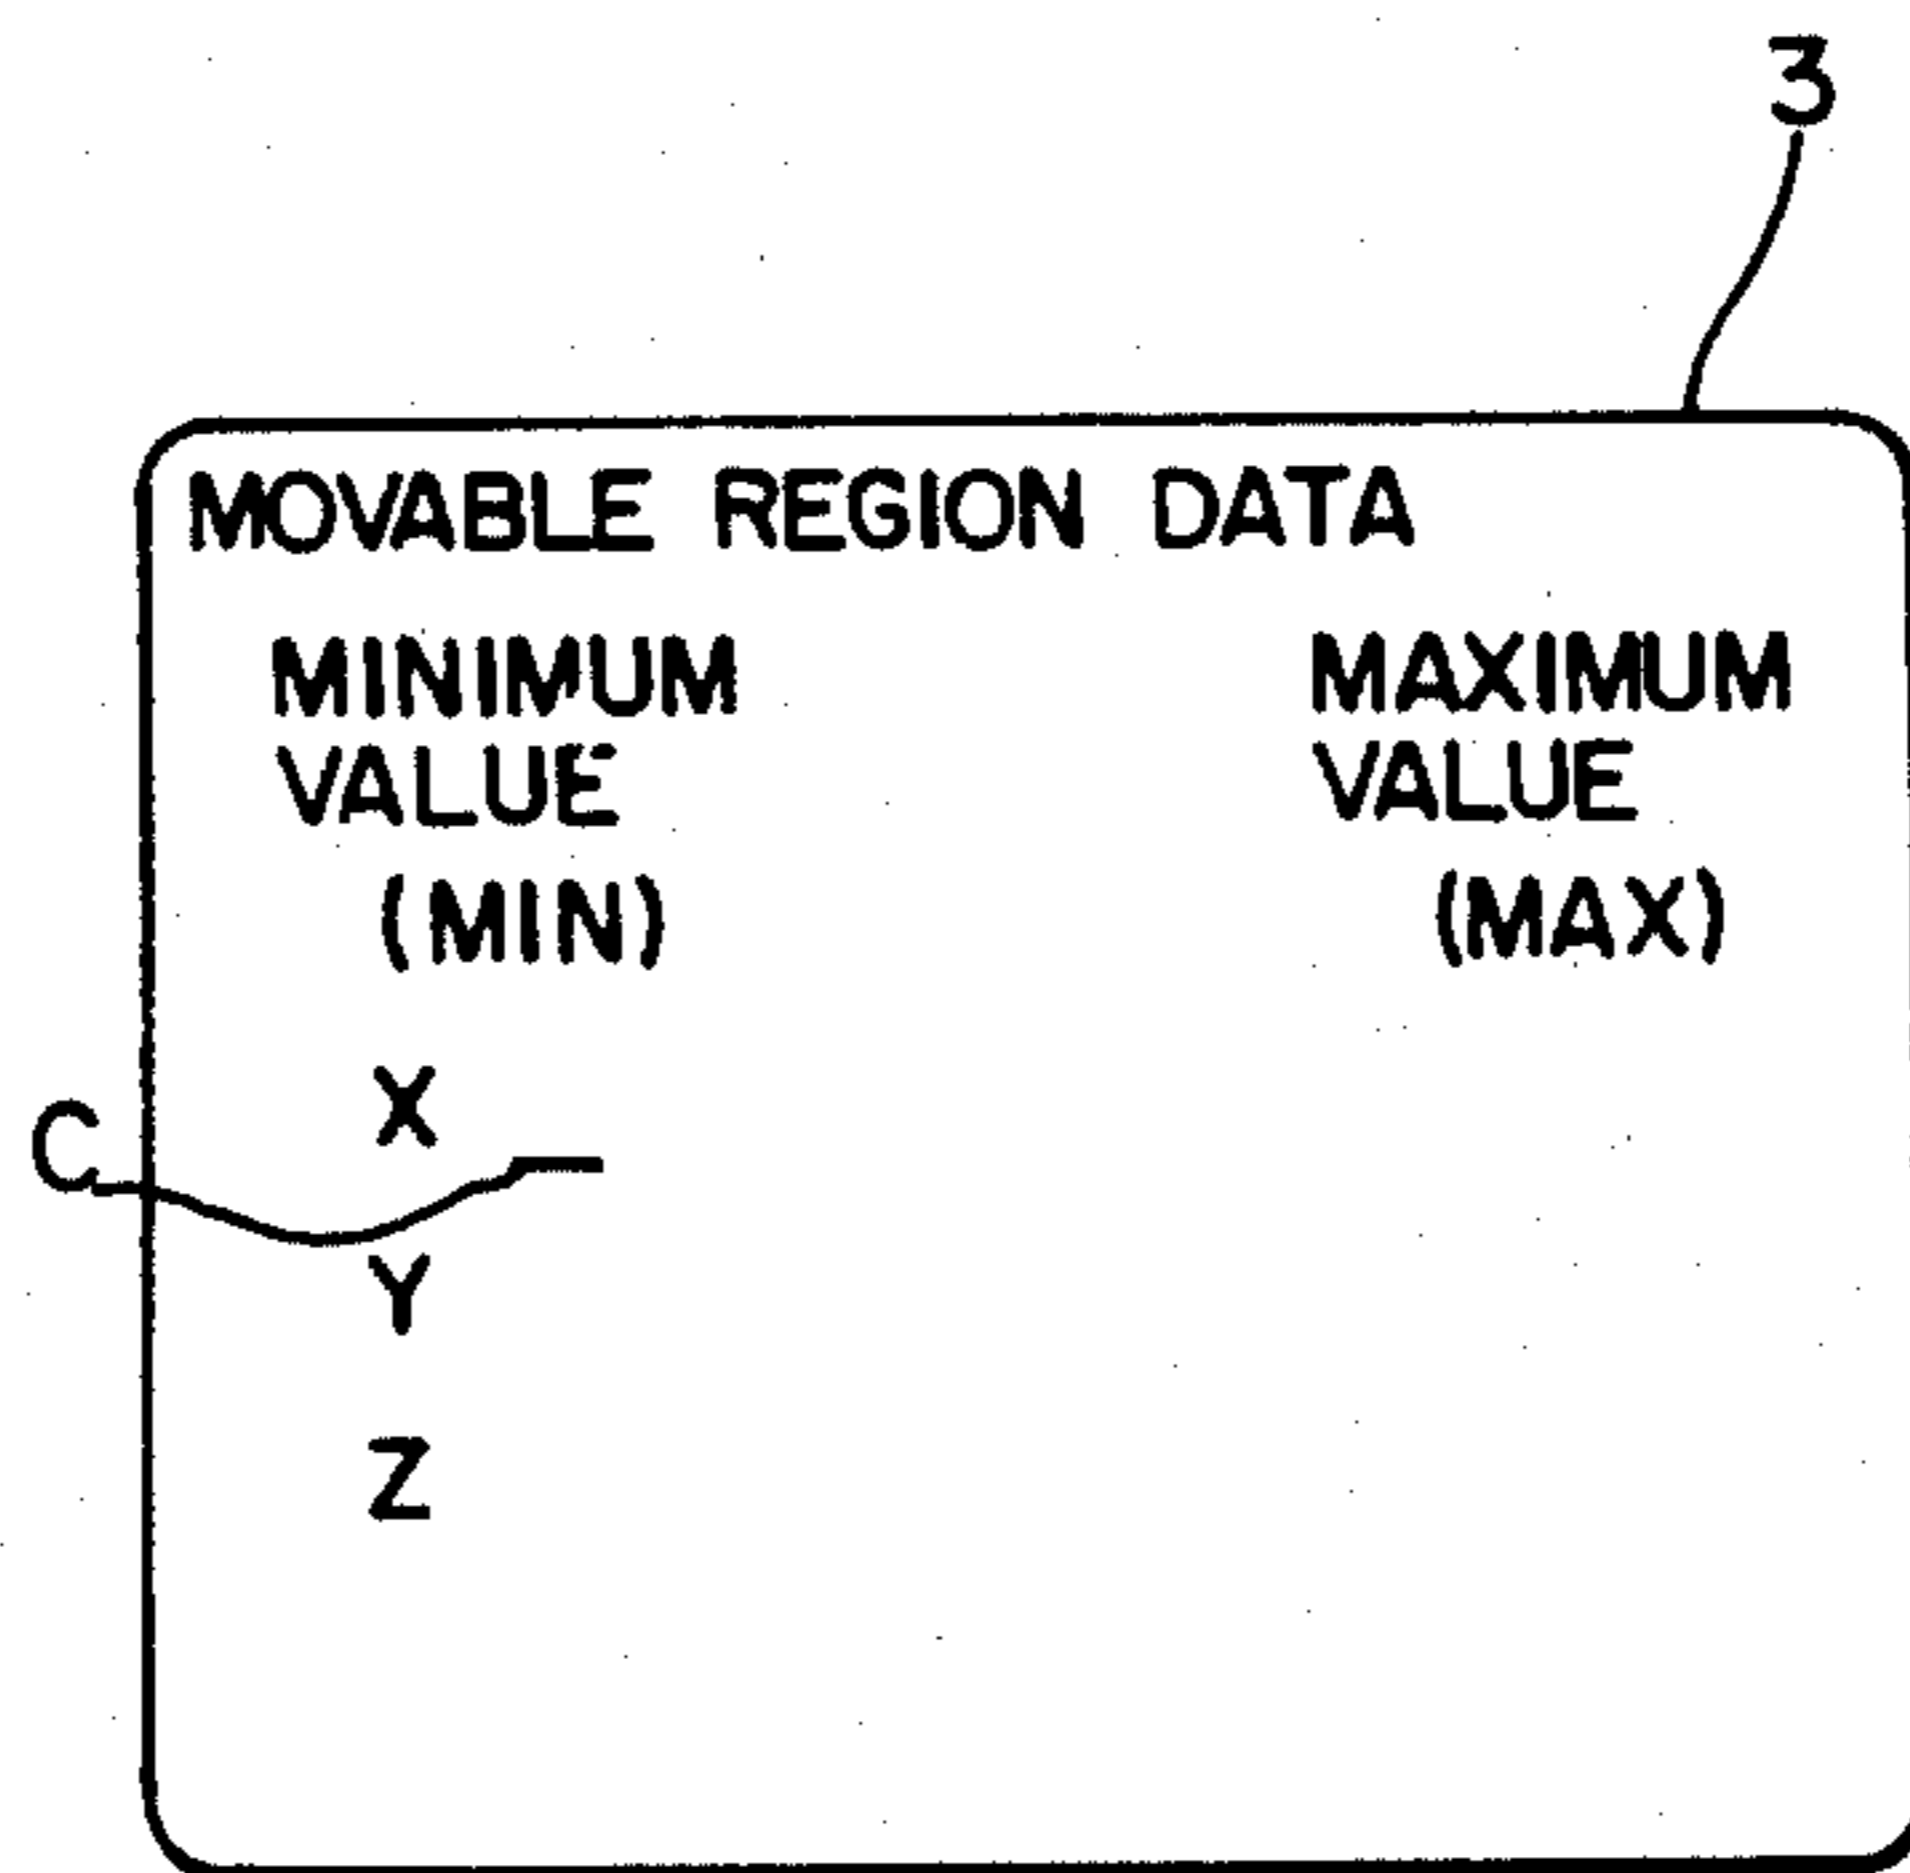 3
MOVABLE REGION DATA
MINIMUM MAXIMUM
VALUE VALUE
(MIN) (MAX)
X
C
Y
Z